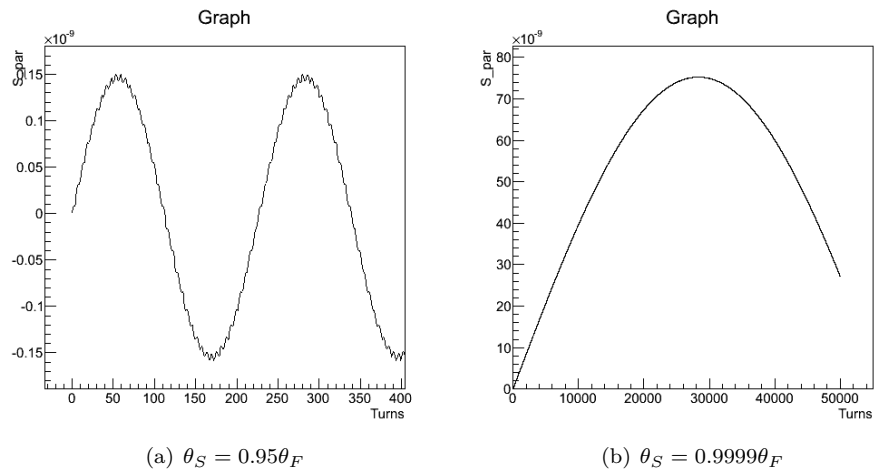 Graph
×10⁻⁹
S_par
0.15
0.1
0.05
0
-0.05
-0.1
-0.15
0 50 100 150 200 250 300 350 400
Turns
(a) θ_S = 0.95θ_F
Graph
×10⁻⁹
S_par
80
70
60
50
40
30
20
10
0
0 10000 20000 30000 40000 50000
Turns
(b) θ_S = 0.9999θ_F